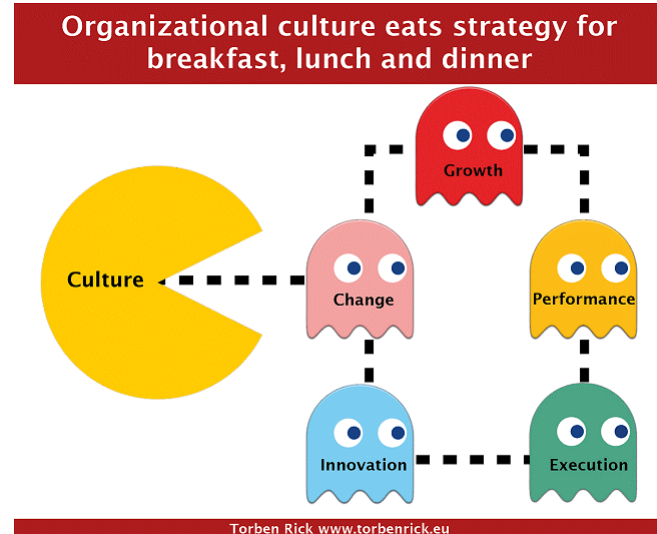 Organizational culture eats strategy for
breakfast, lunch and dinner
Growth
Culture
Change
Performance
Innovation
Execution
Torben Rick www.torbenrick.eu